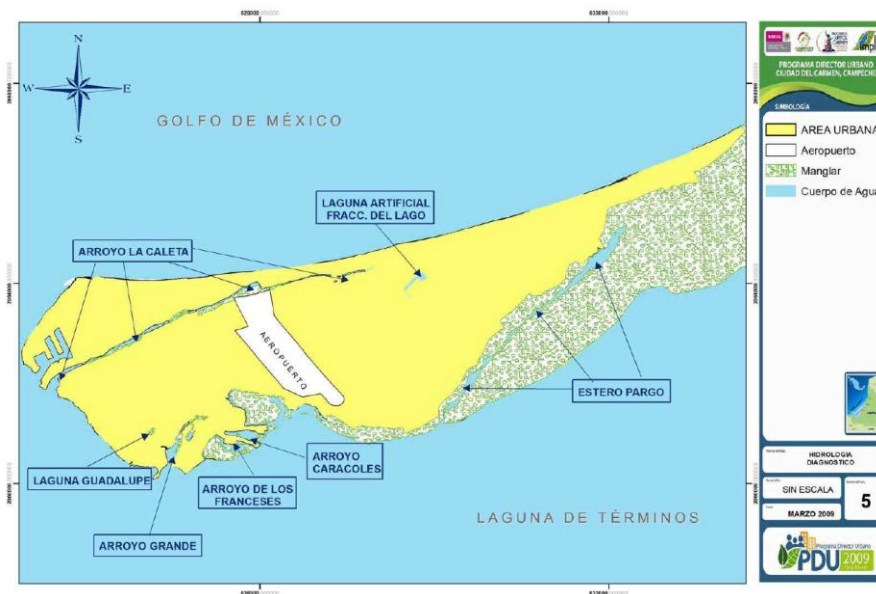 N
W
E
S
GOLFO DE MÉXICO
LAGUNA ARTIFICIAL
FRACC. DEL LAGO
ARROYO LA CALETA
AEROPUERTO
ESTERO PARGO
LAGUNA GUADALUPE
ARROYO DE LOS
FRANCESES
ARROYO
CARACOLES
ARROYO GRANDE
LAGUNA DE TÉRMINOS
PROGRAMA DIRECTOR URBANO
CIUDAD DEL CARMEN, CAMPECHE
SIMBOLOGÍA
AREA URBANA
Aeropuerto
Manglar
Cuerpo de Agua
HIDROLOGIA
DIAGNOSTICO
SIN ESCALA
MARZO 2009
5
Programa Director Urbano
PDU 2009